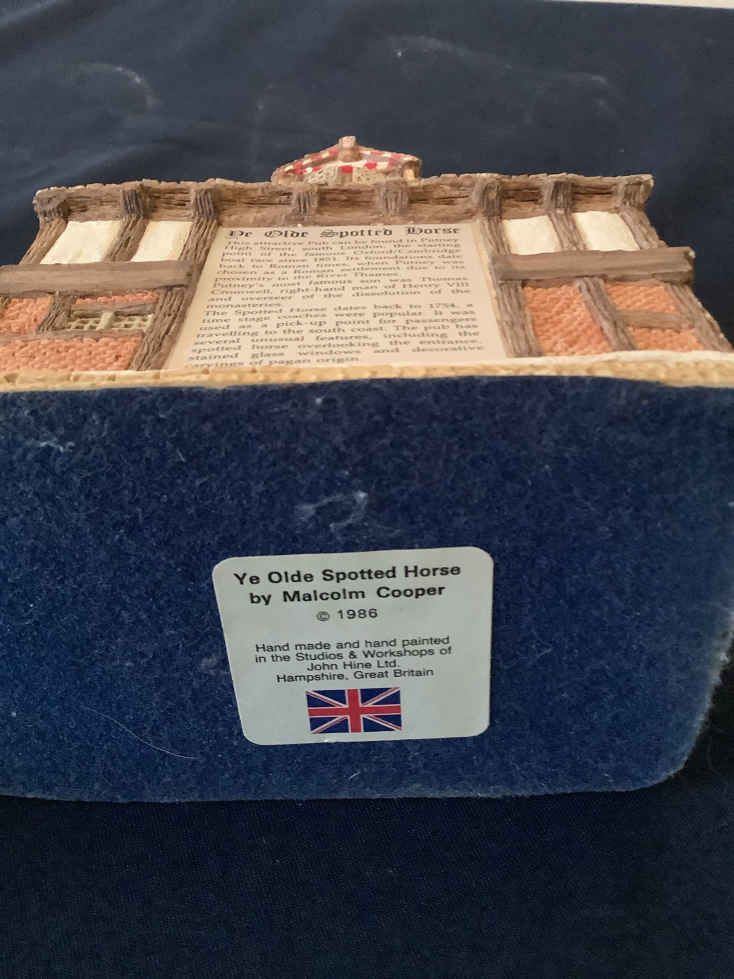 Ye Olde Spotted Horse
This attractive Pub can be found in Putney
High Street, south London, the starting
point of the famous Oxford/Cambridge
boat race since 1851. Its foundations date
back to Roman times, when Putney was
chosen as a Roman settlement due to its
proximity to the River Thames.
Putney's most famous son was Thomas
Cromwell, right-hand man of Henry VIII
and overseer of the dissolution of the
monasteries.
The Spotted Horse dates back to 1754, a
time stage coaches were popular. It was
used as a pick-up point for passengers
travelling to the south coast. The pub has
several unusual features, including the
spotted horse overlooking the entrance,
stained glass windows and decorative
carvings of pagan origin.
Ye Olde Spotted Horse
by Malcolm Cooper
© 1986
Hand made and hand painted
in the Studios & Workshops of
John Hine Ltd.
Hampshire, Great Britain